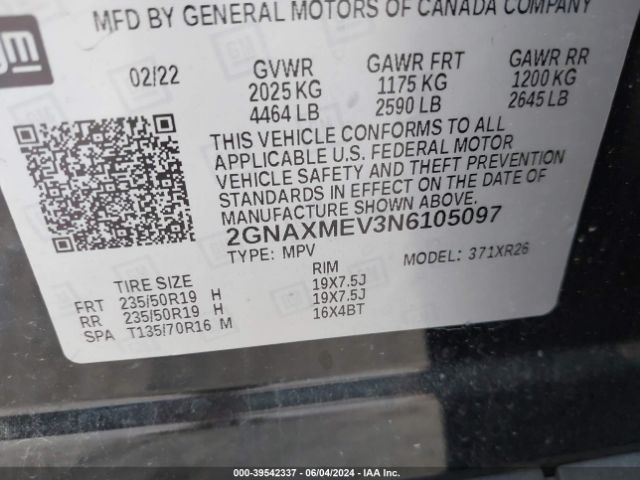 MFD BY GENERAL MOTORS OF CANADA COMPANY
GM
02/22
GVWR GAWR FRT GAWR RR
2025 KG 1175 KG 1200 KG
4464 LB 2590 LB 2645 LB
THIS VEHICLE CONFORMS TO ALL
APPLICABLE U.S. FEDERAL MOTOR
VEHICLE SAFETY AND THEFT PREVENTION
STANDARDS IN EFFECT ON THE DATE OF
MANUFACTURE SHOWN ABOVE.
2GNAXMEV3N6105097
TYPE: MPV MODEL: 371XR26
TIRE SIZE RIM
FRT 235/50R19 H 19X7.5J
RR 235/50R19 H 19X7.5J
SPA T135/70R16 M 16X4BT
000-39542337 - 06/04/2024 - IAA Inc.